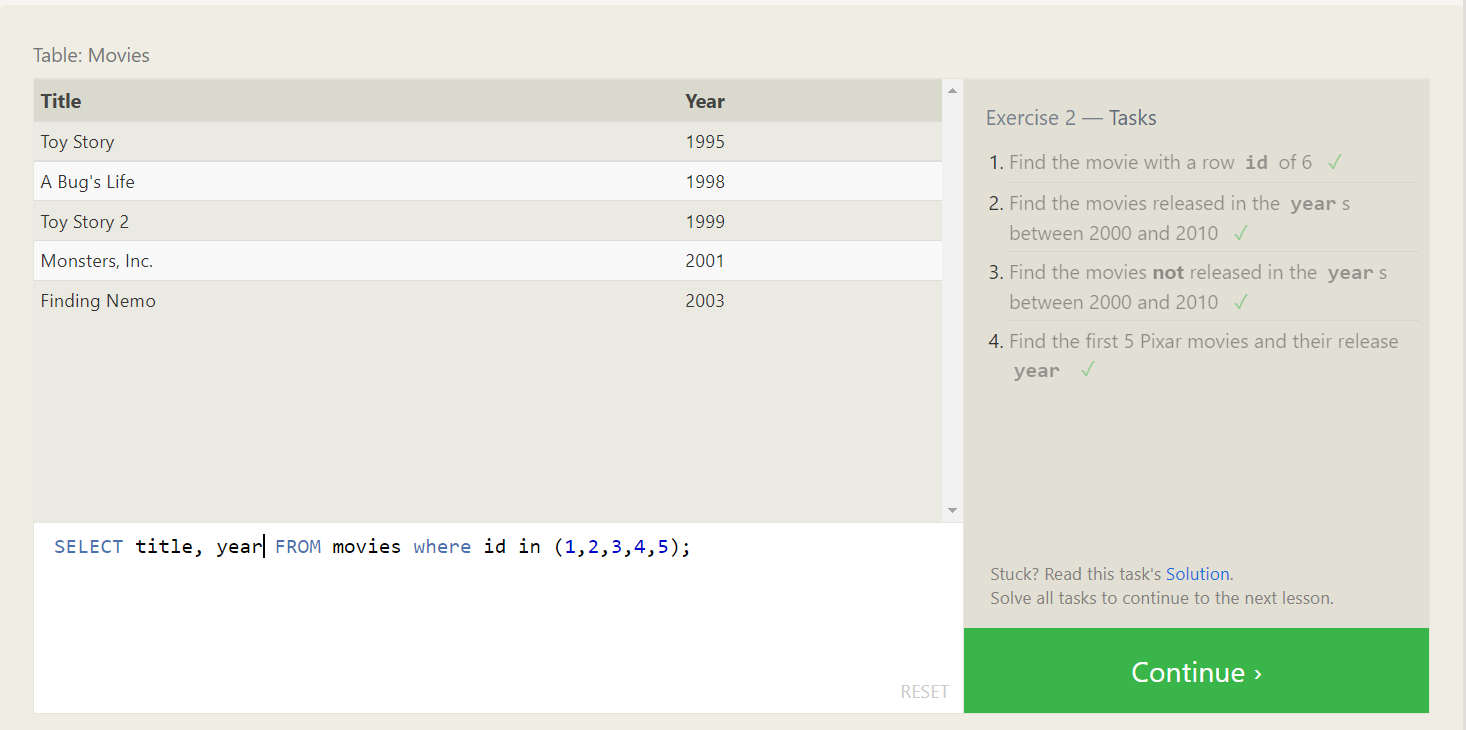 Table: Movies
Title Year
Toy Story 1995
A Bug's Life 1998
Toy Story 2 1999
Monsters, Inc. 2001
Finding Nemo 2003
SELECT title, year FROM movies where id in (1,2,3,4,5);
RESET
Exercise 2 — Tasks
1. Find the movie with a row id of 6 ✓
2. Find the movies released in the year s
between 2000 and 2010 ✓
3. Find the movies not released in the year s
between 2000 and 2010 ✓
4. Find the first 5 Pixar movies and their release
year ✓
Stuck? Read this task's Solution.
Solve all tasks to continue to the next lesson.
Continue ›